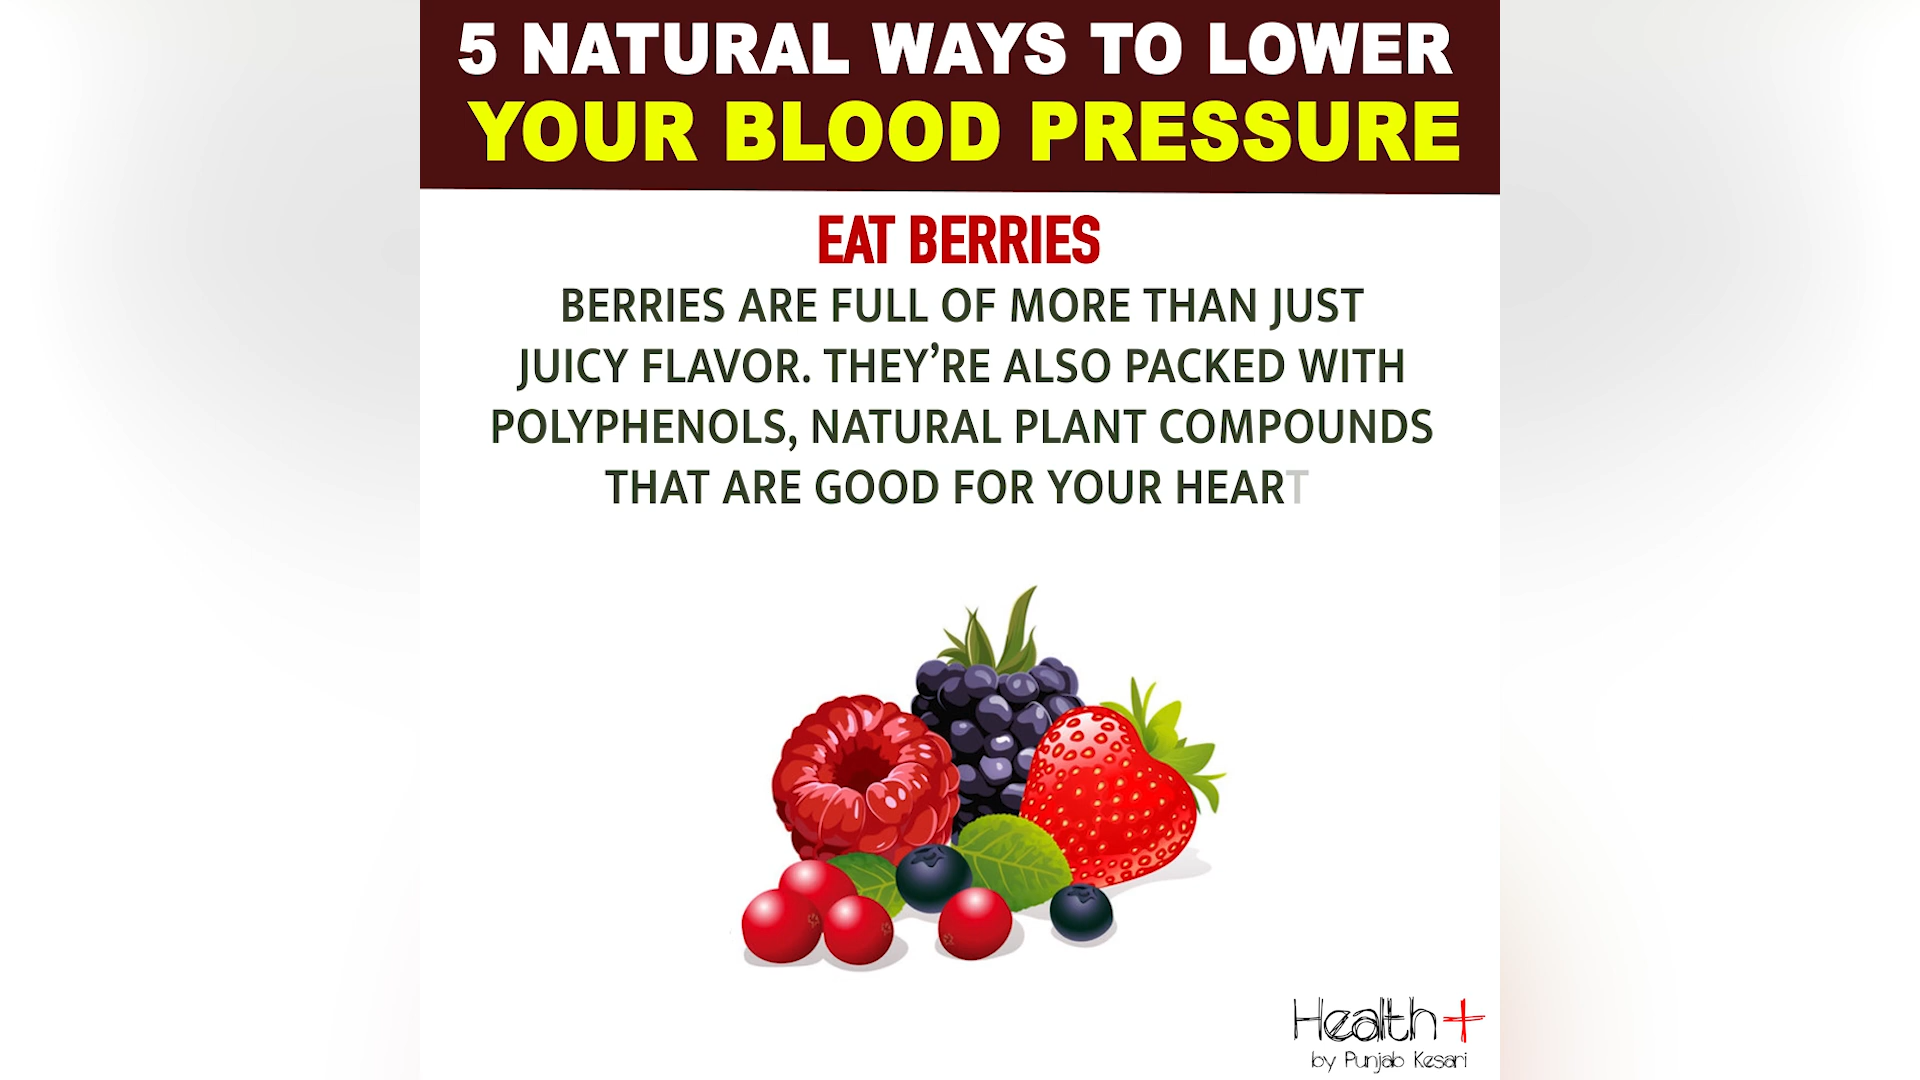 5 NATURAL WAYS TO LOWER
YOUR BLOOD PRESSURE
EAT BERRIES
BERRIES ARE FULL OF MORE THAN JUST
JUICY FLAVOR. THEY’RE ALSO PACKED WITH
POLYPHENOLS, NATURAL PLANT COMPOUNDS
THAT ARE GOOD FOR YOUR HEART
Health+
by Punjab Kesari